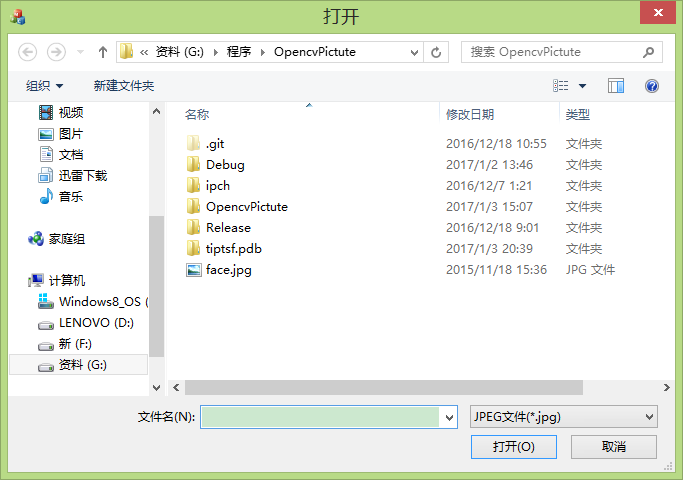 打开
« 资料 (G:) 程序 OpencvPictute
搜索 OpencvPictute
组织 新建文件夹
视频
图片
文档
迅雷下载
音乐
家庭组
计算机
Windows8_OS (
LENOVO (D:)
新 (F:)
资料 (G:)
名称 修改日期 类型
.git 2016/12/18 10:55 文件夹
Debug 2017/1/2 13:46 文件夹
ipch 2016/12/7 1:21 文件夹
OpencvPictute 2017/1/3 15:07 文件夹
Release 2016/12/18 9:01 文件夹
tiptsf.pdb 2017/1/3 20:39 文件夹
face.jpg 2015/11/18 15:36 JPG 文件
文件名(N): JPEG文件(*.jpg)
打开(O) 取消